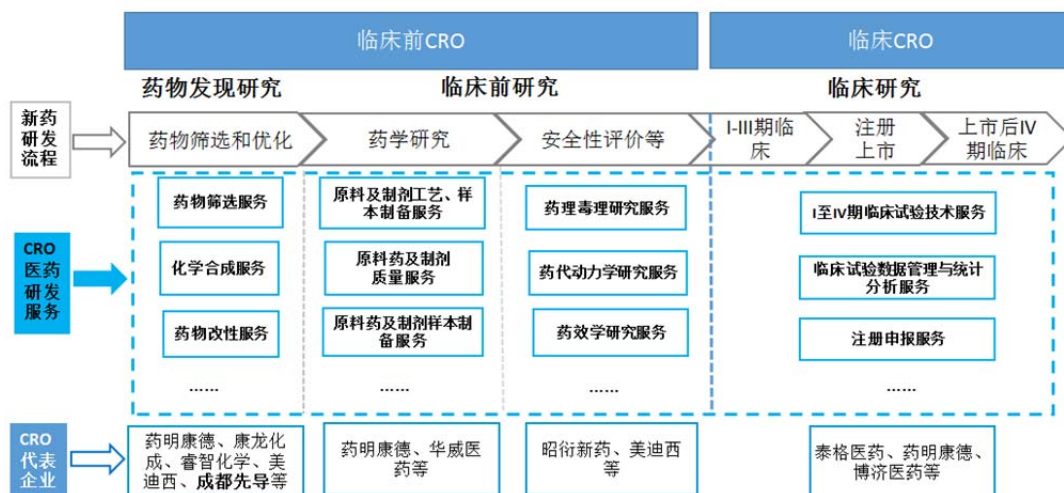 临床前CRO
临床CRO
药物发现研究
临床前研究
临床研究
新药
研发
流程
药物筛选和优化
药学研究
安全性评价等
I-III期临
床
注册
上市
上市后IV
期临床
CRO
医药
研发
服务
药物筛选服务
化学合成服务
药物改性服务
......
原料及制剂工艺、样
本制备服务
原料药及制剂
质量服务
原料药及制剂样本制
备服务
......
药理毒理研究服务
药代动力学研究服务
药效学研究服务
......
I至IV期临床试验技术服务
临床试验数据管理与统计
分析服务
注册申报服务
......
CRO
代表
企业
药明康德、康龙化
成、睿智化学、美
迪西、成都先导等
药明康德、华威医
药等
昭衍新药、美迪西
等
泰格医药、药明康德、
博济医药等